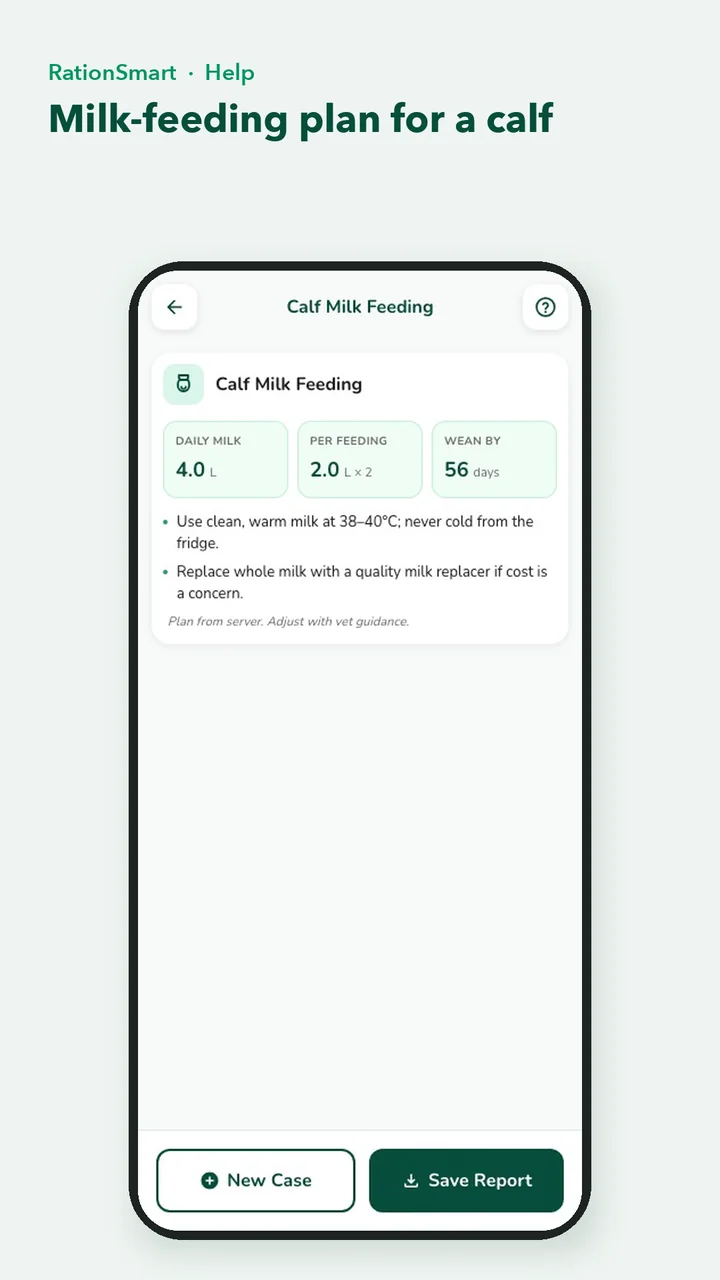 RationSmart · Help
Milk-feeding plan for a calf
Calf Milk Feeding
Calf Milk Feeding
DAILY MILK
4.0 L
PER FEEDING
2.0 L × 2
WEAN BY
56 days
• Use clean, warm milk at 38–40°C; never cold from the
fridge.
• Replace whole milk with a quality milk replacer if cost is
a concern.
Plan from server. Adjust with vet guidance.
New Case
Save Report